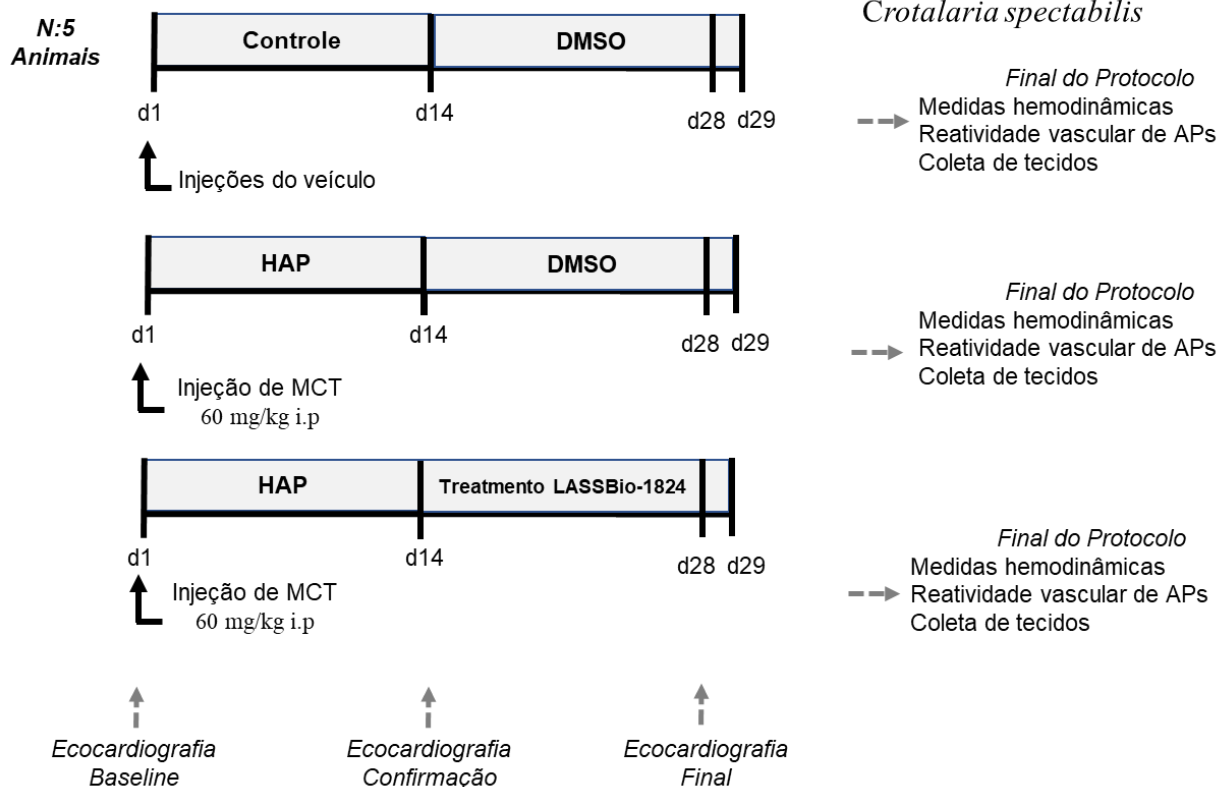 Crotalaria spectabilis
N:5
Animais
Controle
DMSO
d1
d14
d28
d29
Injeções do veículo
Final do Protocolo
Medidas hemodinâmicas
Reatividade vascular de APs
Coleta de tecidos
HAP
DMSO
d1
d14
d28
d29
Injeção de MCT
60 mg/kg i.p
Final do Protocolo
Medidas hemodinâmicas
Reatividade vascular de APs
Coleta de tecidos
HAP
Treatmento LASSBio-1824
d1
d14
d28
d29
Injeção de MCT
60 mg/kg i.p
Final do Protocolo
Medidas hemodinâmicas
Reatividade vascular de APs
Coleta de tecidos
Ecocardiografia
Baseline
Ecocardiografia
Confirmação
Ecocardiografia
Final